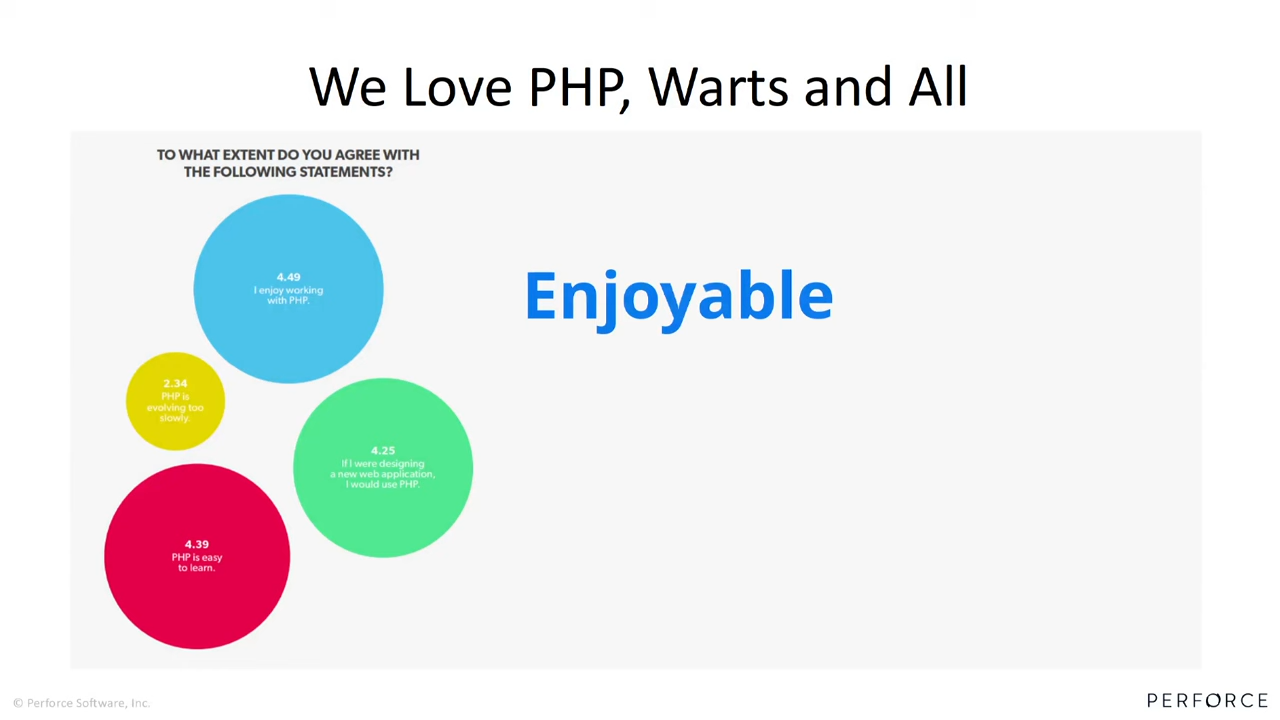 We Love PHP, Warts and All
TO WHAT EXTENT DO YOU AGREE WITH
THE FOLLOWING STATEMENTS?
4.49
I enjoy working
with PHP.
Enjoyable
2.34
PHP is
evolving too
slowly.
4.25
If I were designing
a new web application,
I would use PHP.
4.39
PHP is easy
to learn.
© Perforce Software, Inc.
PERFORCE